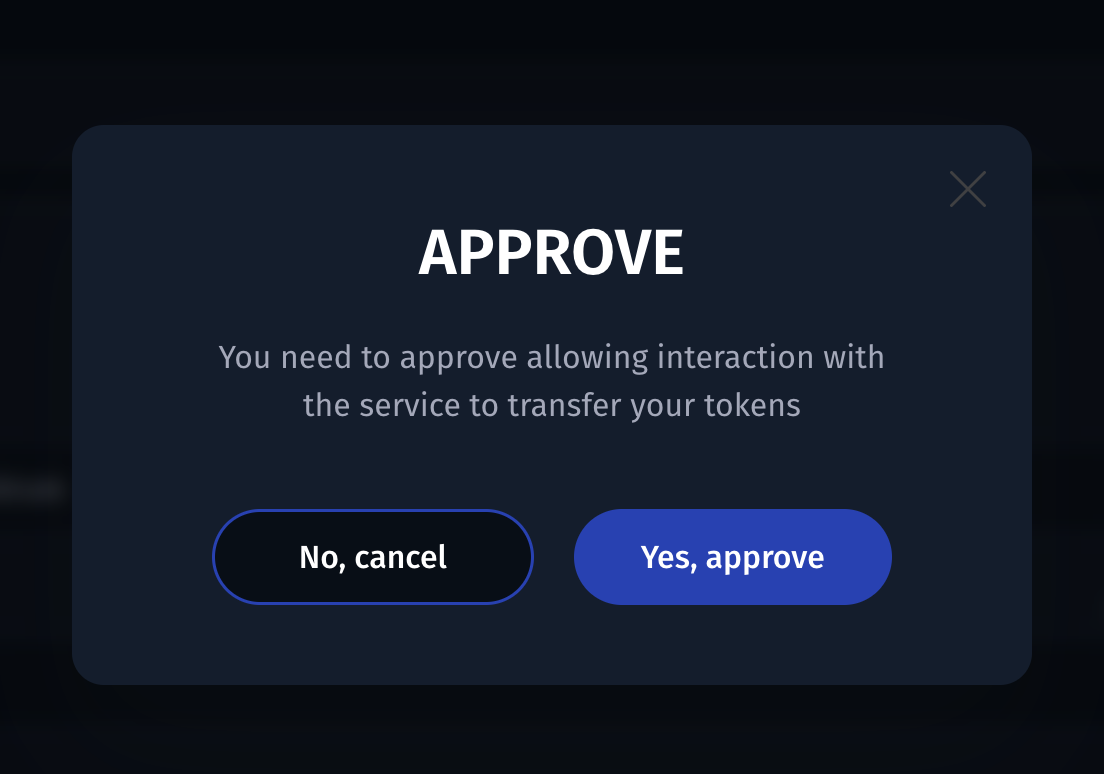 APPROVE
You need to approve allowing interaction with
the service to transfer your tokens
No, cancel
Yes, approve